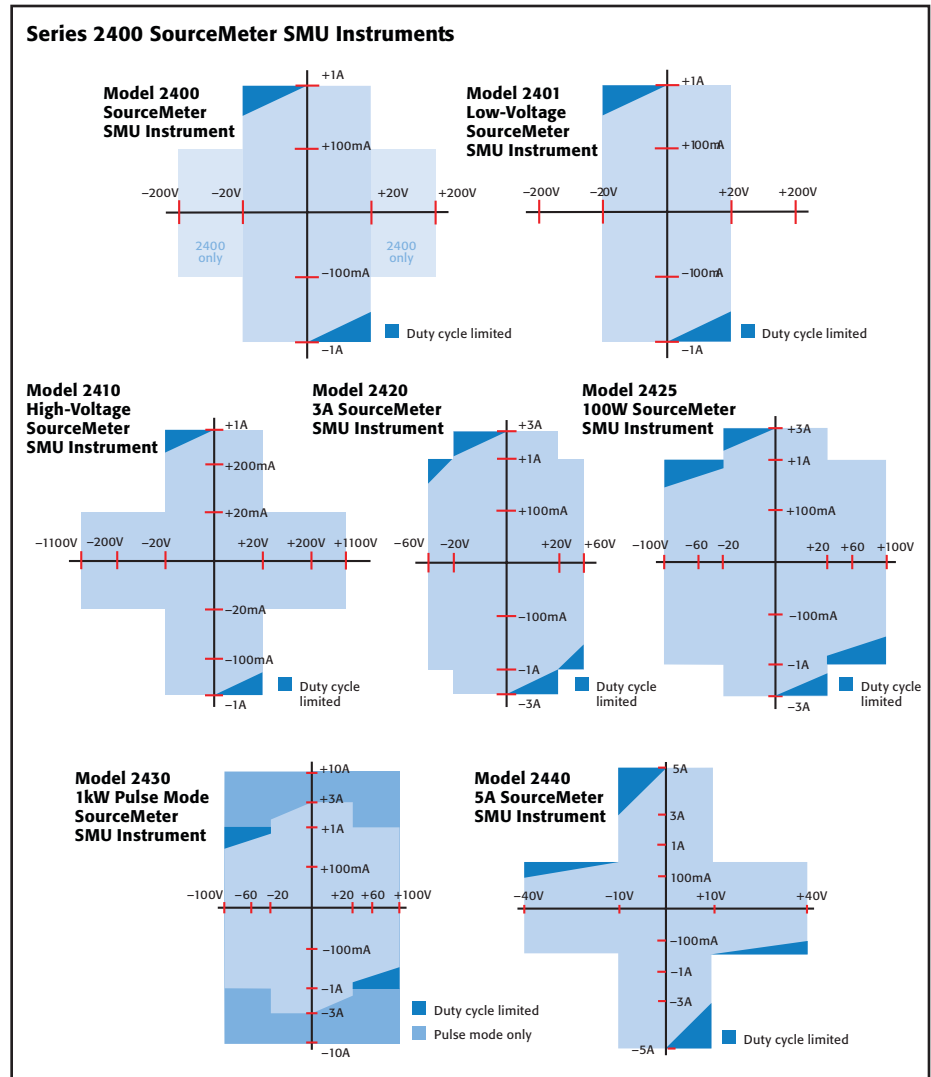 Series 2400 SourceMeter SMU Instruments
Model 2400
SourceMeter
SMU Instrument
+1A
+100mA
−200V
−20V
+20V
+200V
2400
only
2400
only
−100mA
−1A
Duty cycle limited
Model 2401
Low-Voltage
SourceMeter
SMU Instrument
+1A
+100mA
−200V
−20V
+20V
+200V
−100mA
−1A
Duty cycle limited
Model 2410
High-Voltage
SourceMeter
SMU Instrument
+1A
+200mA
+20mA
−1100V
−200V
−20V
+20V
+200V
+1100V
−20mA
−100mA
−1A
Duty cycle
limited
Model 2420
3A SourceMeter
SMU Instrument
+3A
+1A
+100mA
−60V
−20V
+20V
+60V
−100mA
−1A
−3A
Duty cycle
limited
Model 2425
100W SourceMeter
SMU Instrument
+3A
+1A
+100mA
−100V
−60
−20
+20
+60
+100V
−100mA
−1A
−3A
Duty cycle
limited
Model 2430
1kW Pulse Mode
SourceMeter
SMU Instrument
+10A
+3A
+1A
+100mA
−100V
−60
−20
+20
+60
+100V
−100mA
−1A
−3A
−10A
Duty cycle limited
Pulse mode only
Model 2440
5A SourceMeter
SMU Instrument
5A
3A
1A
100mA
−40V
−10V
+10V
+40V
−100mA
−1A
−3A
−5A
Duty cycle limited